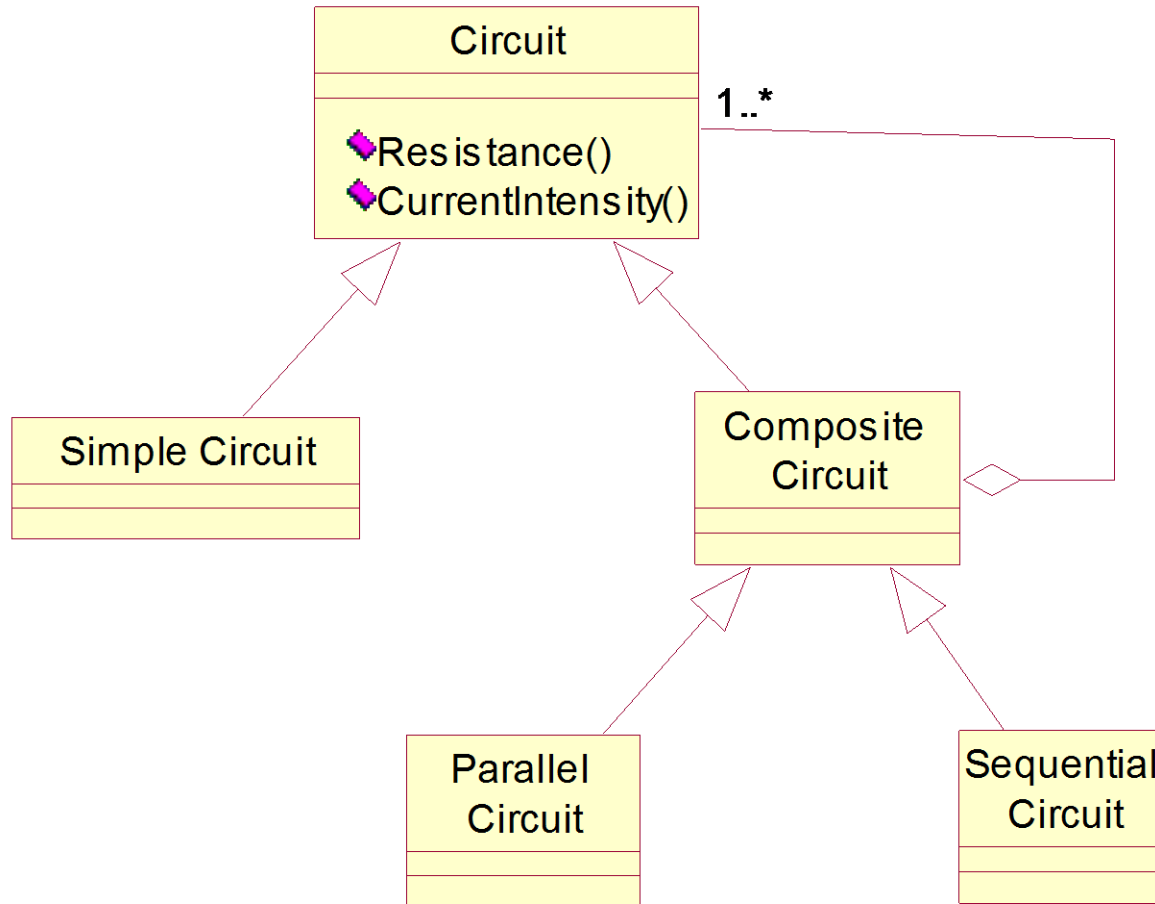 Circuit
1..*
Resistance()
CurrentIntensity()
Simple Circuit
Composite
Circuit
Parallel
Circuit
Sequential
Circuit